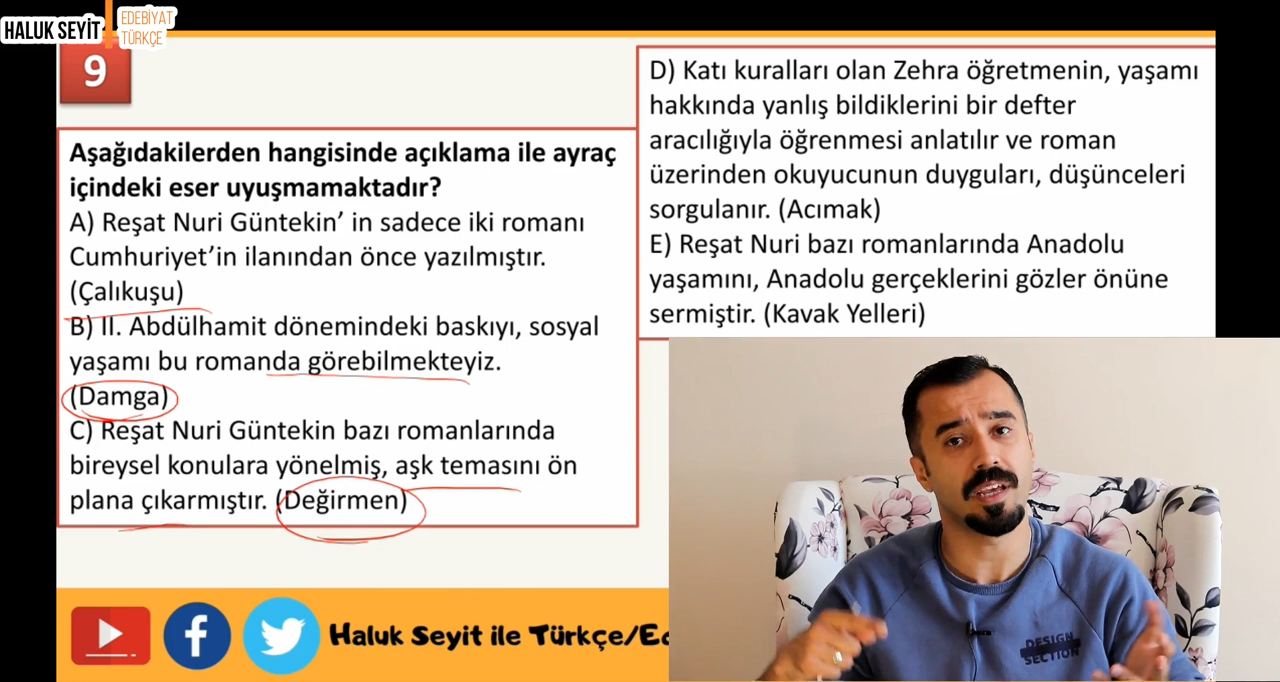 HALUK SEYİT
EDEBİYAT
TÜRKÇE
9
Aşağıdakilerden hangisinde açıklama ile ayraç
içindeki eser uyuşmamaktadır?
A) Reşat Nuri Güntekin’ in sadece iki romanı
Cumhuriyet’in ilanından önce yazılmıştır.
(Çalıkuşu)
B) II. Abdülhamit dönemindeki baskıyı, sosyal
yaşamı bu romanda görebilmekteyiz.
(Damga)
C) Reşat Nuri Güntekin bazı romanlarında
bireysel konulara yönelmiş, aşk temasını ön
plana çıkarmıştır. (Değirmen)
D) Katı kuralları olan Zehra öğretmenin, yaşamı
hakkında yanlış bildiklerini bir defter
aracılığıyla öğrenmesi anlatılır ve roman
üzerinden okuyucunun duyguları, düşünceleri
sorgulanır. (Acımak)
E) Reşat Nuri bazı romanlarında Anadolu
yaşamını, Anadolu gerçeklerini gözler önüne
sermiştir. (Kavak Yelleri)
Haluk Seyit ile Türkçe/Ed
DESIGN
SECTION